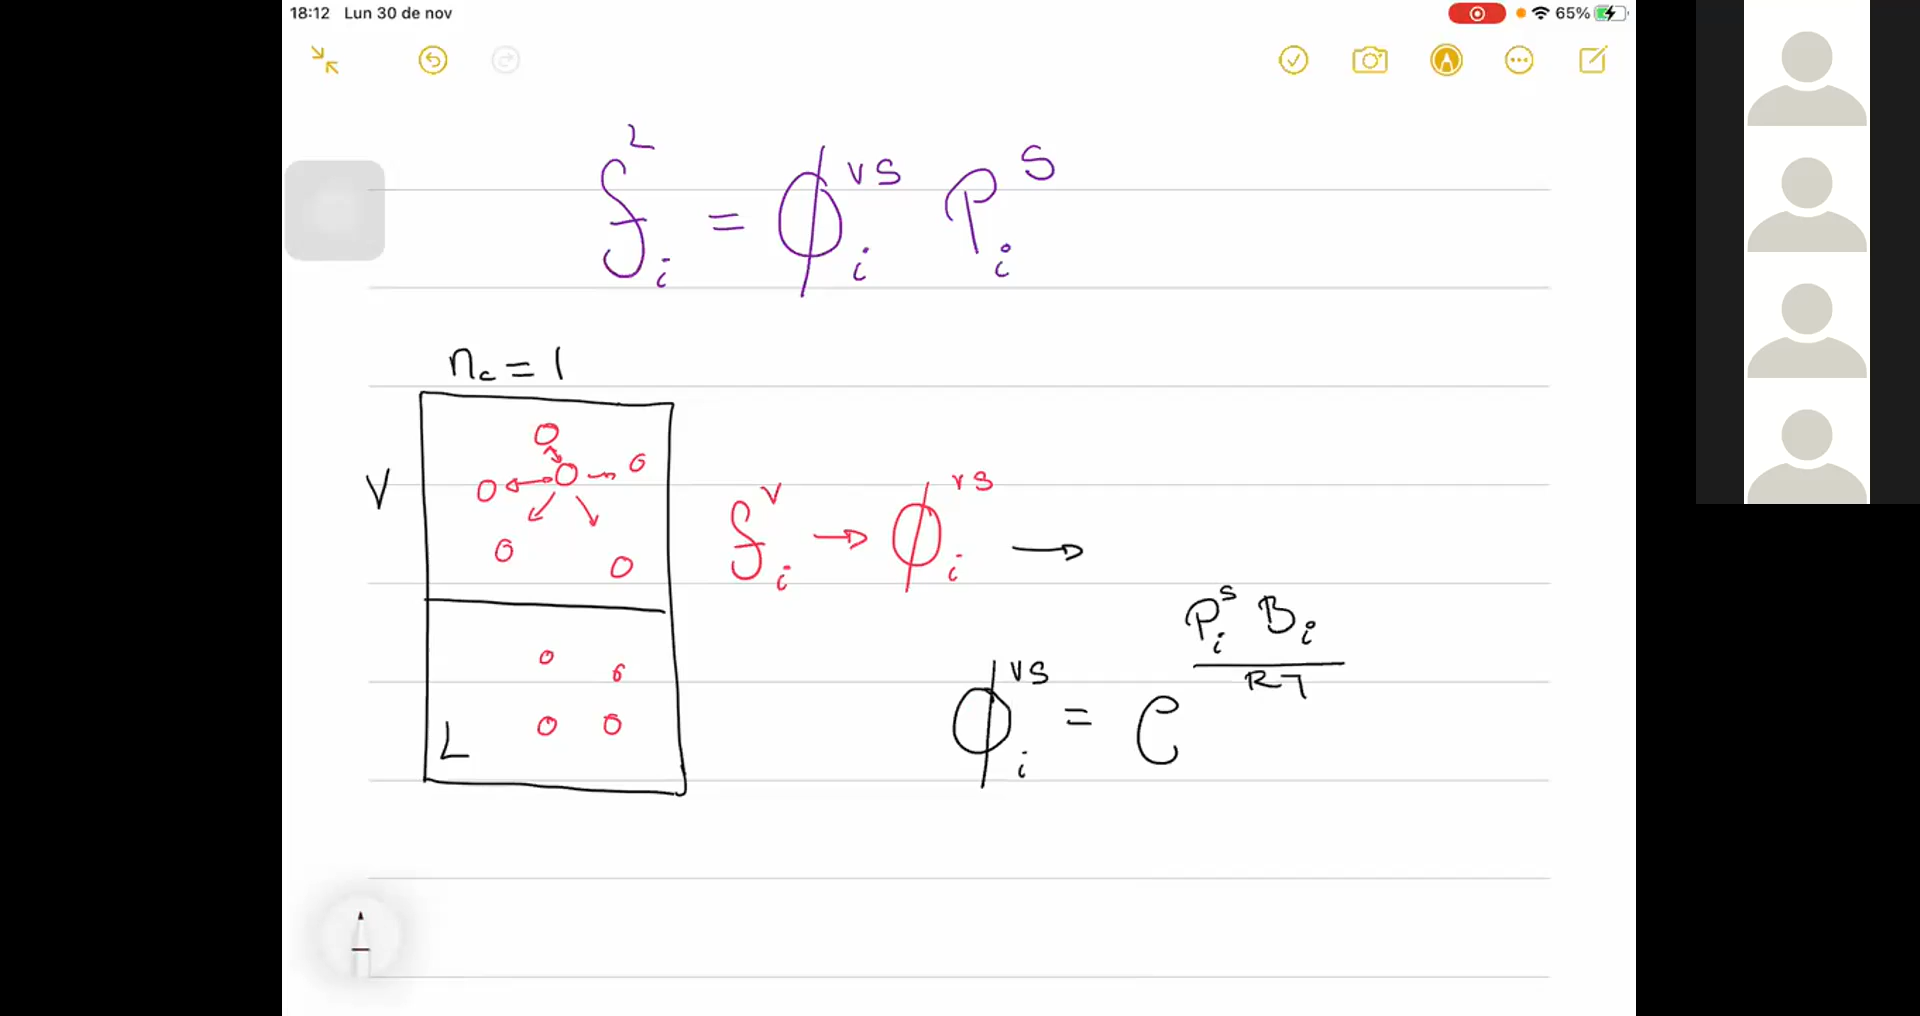 18:12 Lun 30 de nov 65%
f_i^L = ϕ_i^{VS} P_i^S
n_c = 1
V
f_i^V → ϕ_i^{VS} →
L
ϕ_i^{VS} = e^{\frac{P_i^S B_i}{RT}}